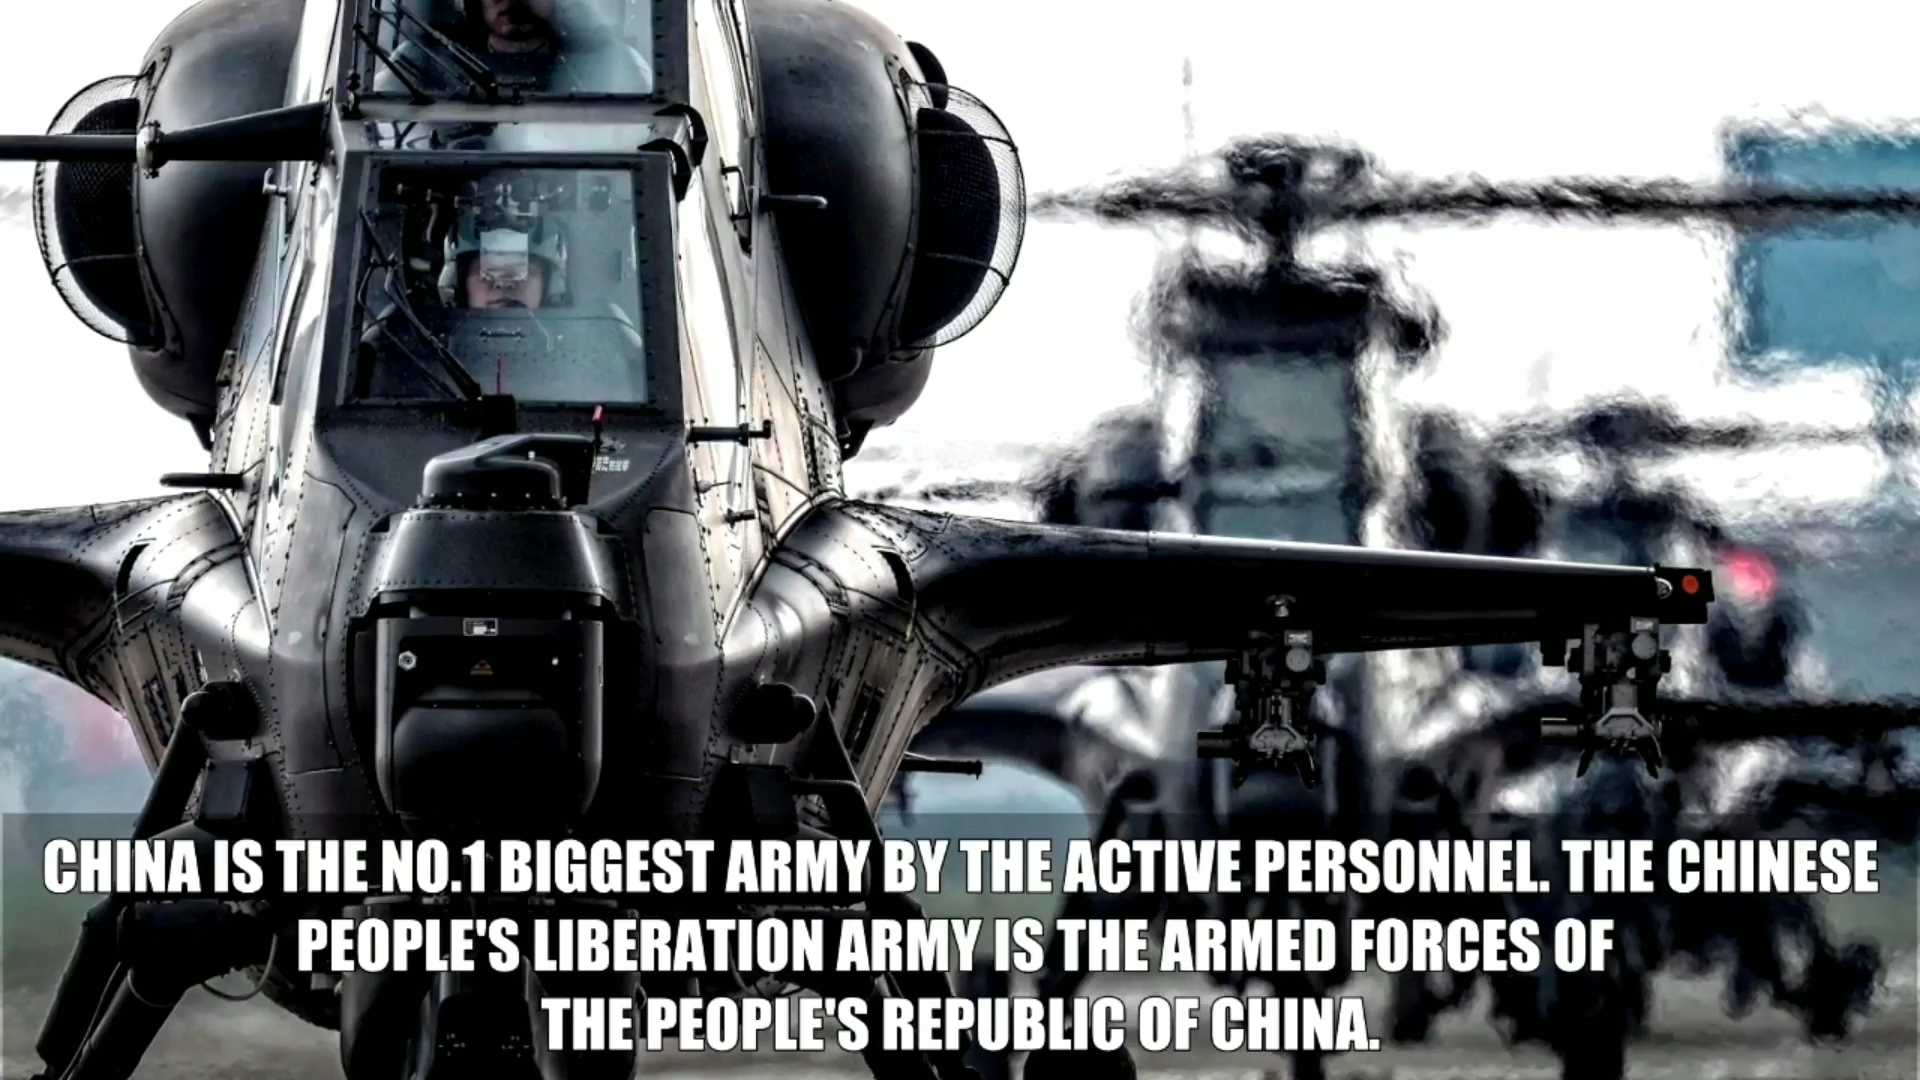 CHINA IS THE NO.1 BIGGEST ARMY BY THE ACTIVE PERSONNEL. THE CHINESE
PEOPLE'S LIBERATION ARMY IS THE ARMED FORCES OF
THE PEOPLE'S REPUBLIC OF CHINA.